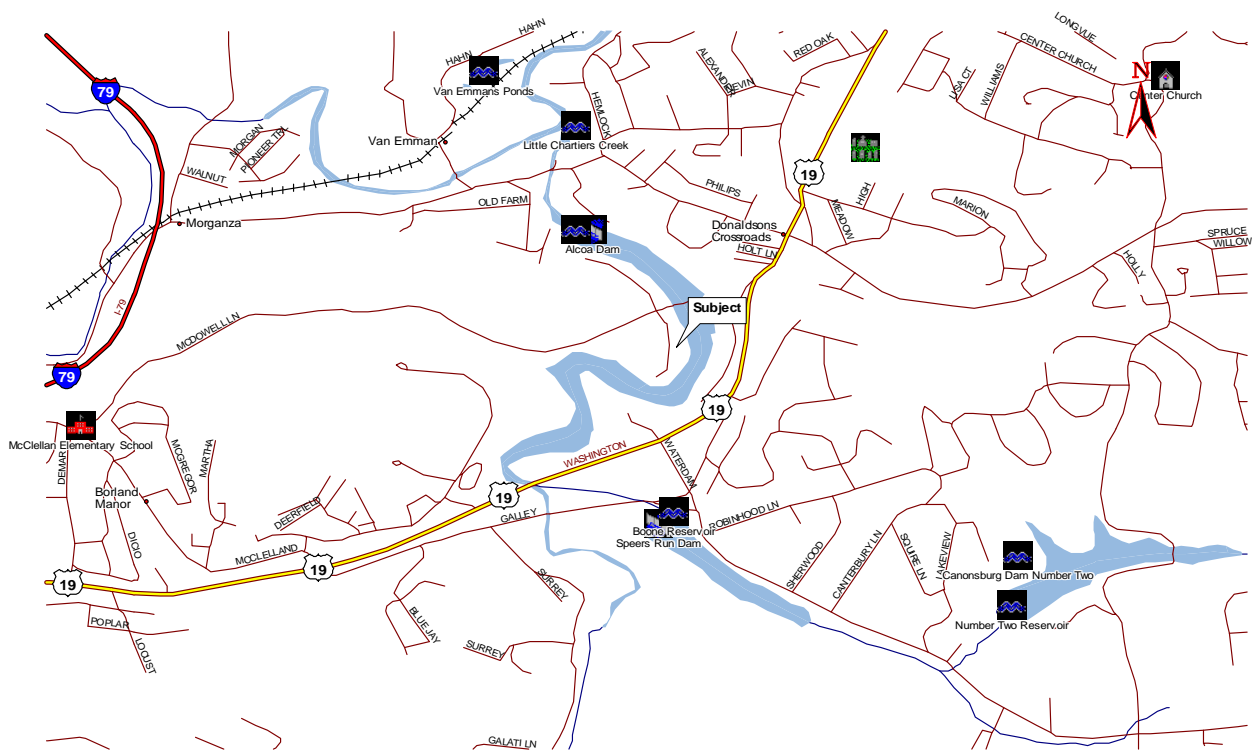 HAHN
LONGVUE
HAHN
RED OAK
CENTER CHURCH
ALEXANDER
DEVIN
LISA CT
WILLIAMS
N
79
Van Emmans Ponds
Center Church
HEMLOCK
MORGAN
PIONEER TRL
Van Emman
Little Chartiers Creek
WALNUT
19
PHILIPS
HIGH
OLD FARM
MEADOW
MARION
Morganza
Donaldsons
Crossroads
SPRUCE
WILLOW
Alcoa Dam
HOLT LN
HOLLY
I-79
Subject
MCDOWELL LN
79
19
McClellan Elementary School
DEMAR
MCGREGOR
MARTHA
WASHINGTON
WATERDAM
Borland
Manor
19
DEERFIELD
GALLEY
Boone Reservoir
Speers Run Dam
ROBINHOOD LN
DICIO
MCCLELLAND
19
SHERWOOD
CANTERBURY LN
SQUIRE LN
LAKEVIEW
Canonsburg Dam Number Two
19
SURREY
POPLAR
LOCUST
BLUEJAY
SURREY
Number Two Reservoir
GALATI LN